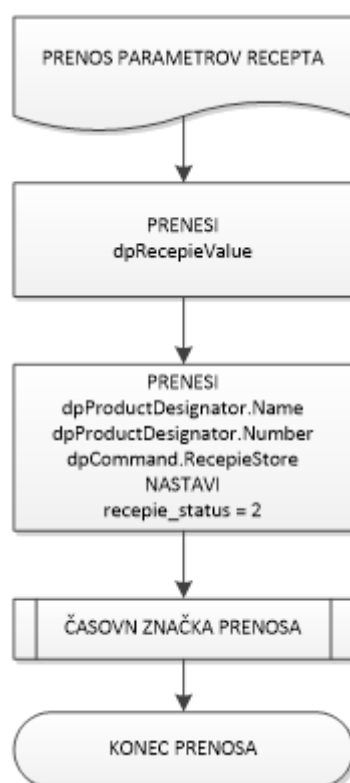 PRENOS PARAMETROV RECEPTA
PRENESI
dpRecepieValue
PRENESI
dpProductDesignator.Name
dpProductDesignator.Number
dpCommand.RecepieStore
NASTAVI
recepie_status = 2
ČASOVN ZNAČKA PRENOSA
KONEC PRENOSA